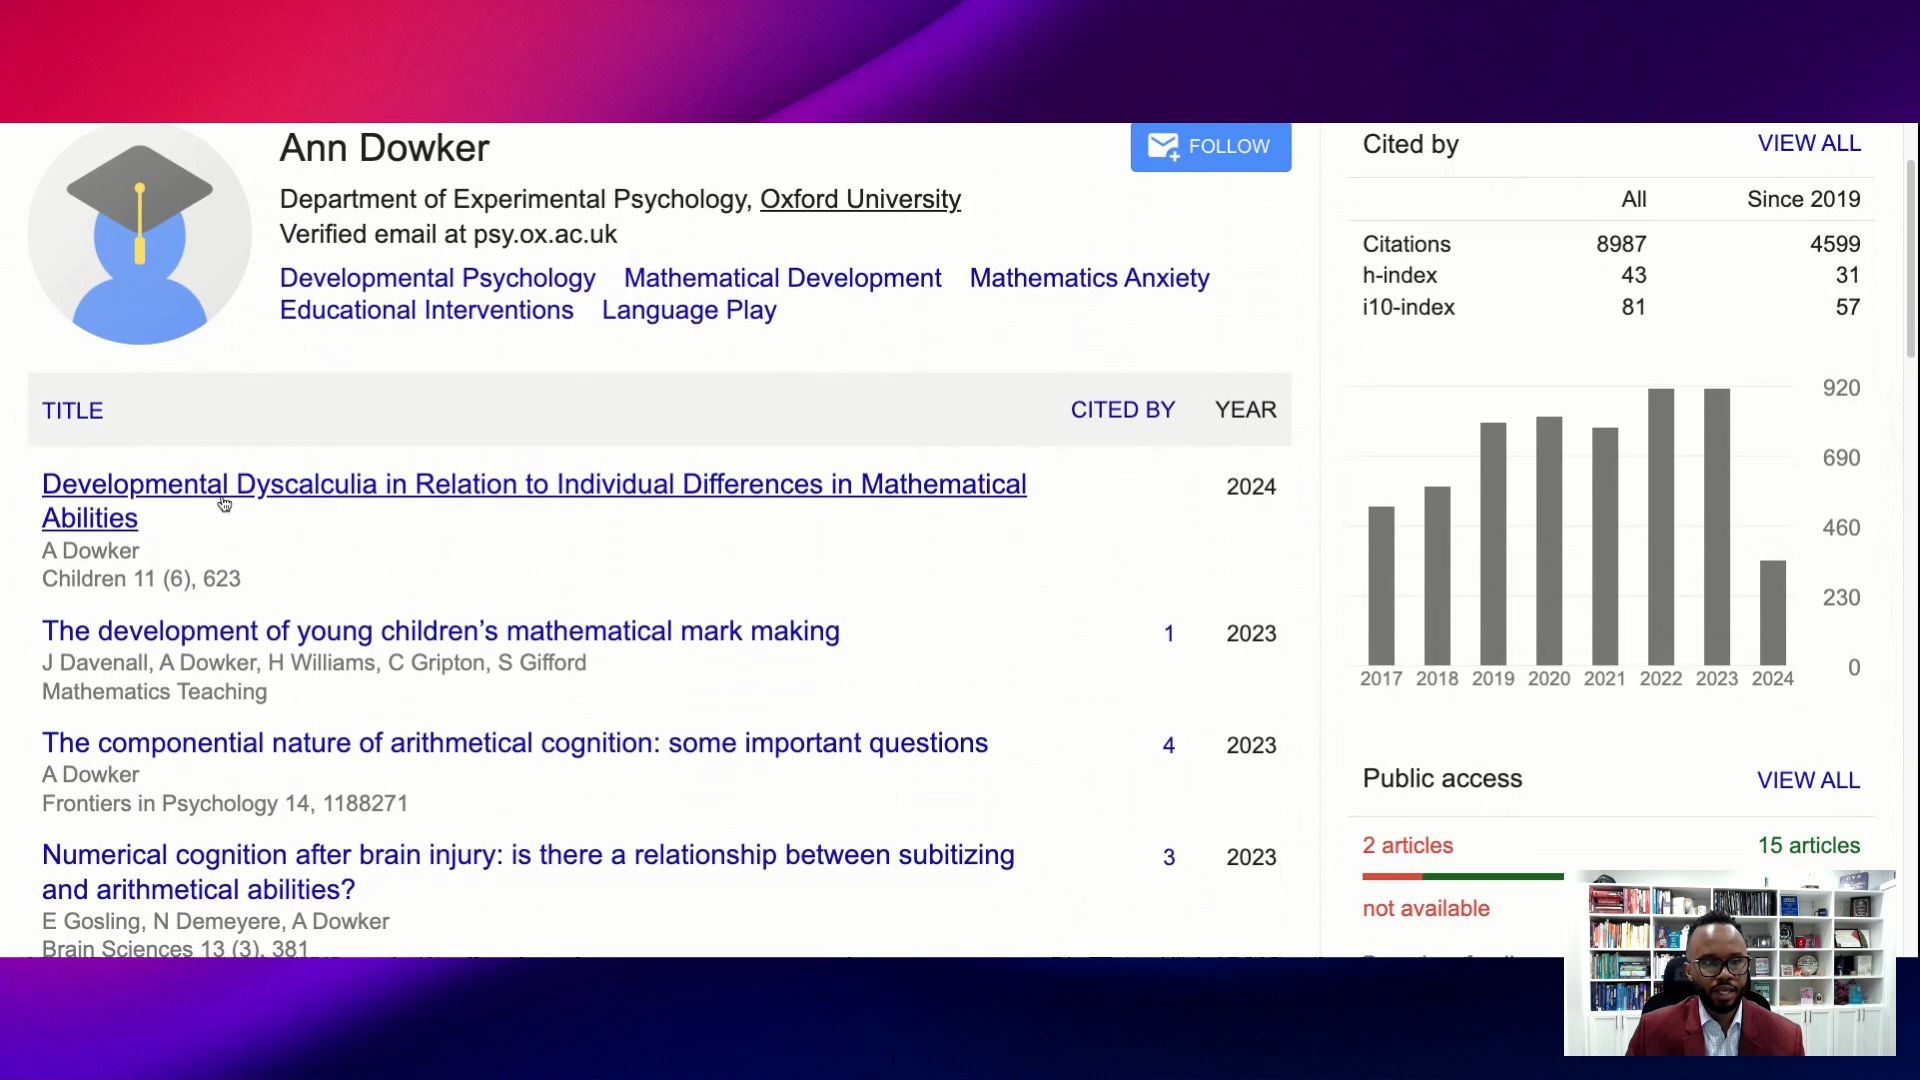 Ann Dowker
FOLLOW
Department of Experimental Psychology, Oxford University
Verified email at psy.ox.ac.uk
Developmental Psychology Mathematical Development Mathematics Anxiety
Educational Interventions Language Play
TITLE CITED BY YEAR
Developmental Dyscalculia in Relation to Individual Differences in Mathematical 2024
Abilities
A Dowker
Children 11 (6), 623
The development of young children’s mathematical mark making 1 2023
J Davenall, A Dowker, H Williams, C Gripton, S Gifford
Mathematics Teaching
The componential nature of arithmetical cognition: some important questions 4 2023
A Dowker
Frontiers in Psychology 14, 1188271
Numerical cognition after brain injury: is there a relationship between subitizing 3 2023
and arithmetical abilities?
E Gosling, N Demeyere, A Dowker
Brain Sciences 13 (3), 381
Cited by VIEW ALL
All Since 2019
Citations 8987 4599
h-index 43 31
i10-index 81 57
920
690
460
230
0
2017 2018 2019 2020 2021 2022 2023 2024
Public access VIEW ALL
2 articles 15 articles
not available